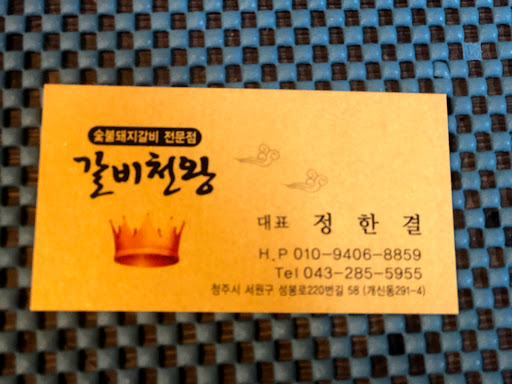 숯불돼지갈비 전문점
갈비천왕
대표 정한결
H.P 010-9406-8859
Tel 043-285-5955
청주시 서원구 성봉로220번길 58 (개신동291-4)